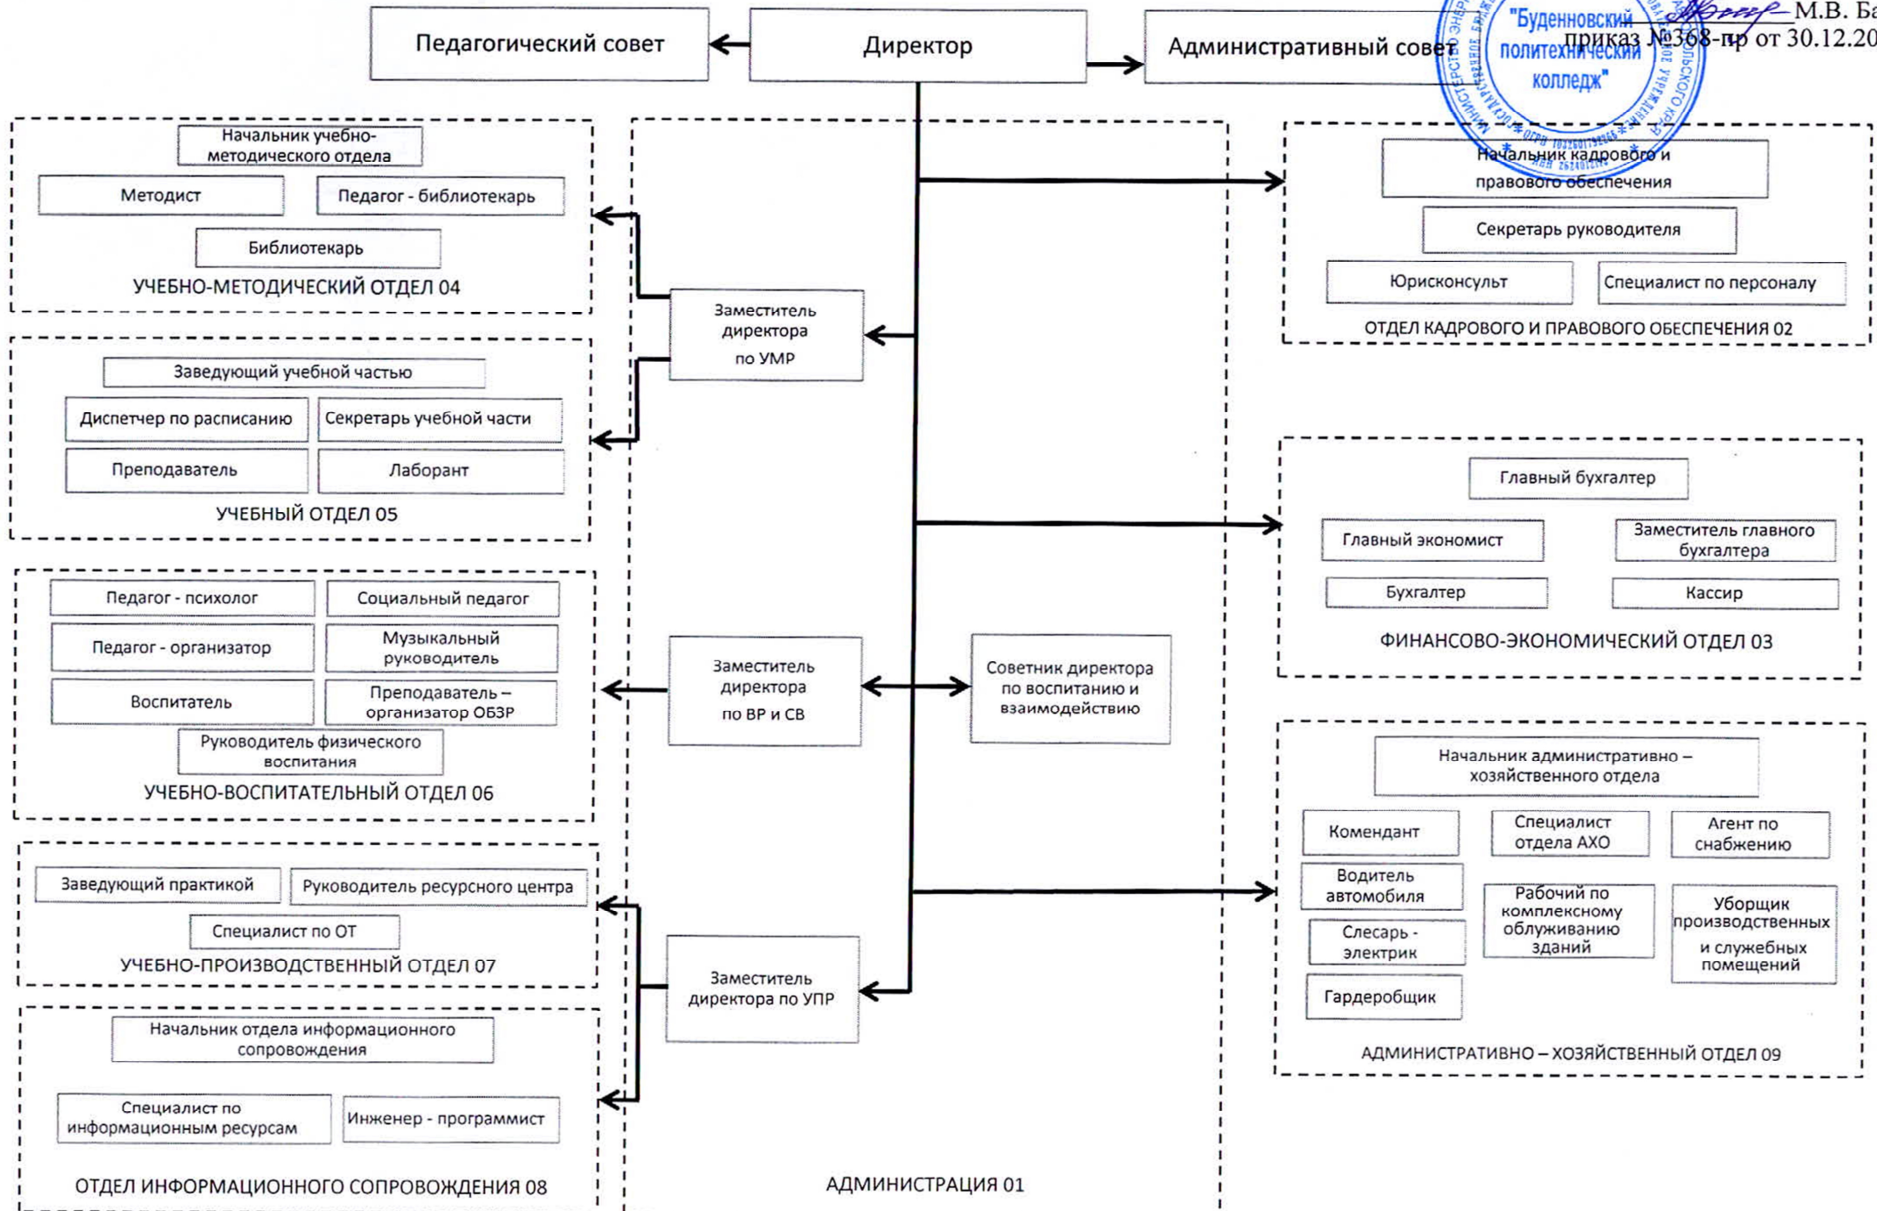 Педагогический совет
Директор
Административный совет
"Буденновский
политехнический
колледж"
М.В.
приказ №368-пр от 30.12.20
Начальник учебно-
методического отдела
Методист
Педагог - библиотекарь
Библиотекарь
УЧЕБНО-МЕТОДИЧЕСКИЙ ОТДЕЛ 04
Заведующий учебной частью
Диспетчер по расписанию
Секретарь учебной части
Преподаватель
Лаборант
УЧЕБНЫЙ ОТДЕЛ 05
Педагог - психолог
Социальный педагог
Педагог - организатор
Музыкальный
руководитель
Воспитатель
Преподаватель –
организатор ОБЗР
Руководитель физического
воспитания
УЧЕБНО-ВОСПИТАТЕЛЬНЫЙ ОТДЕЛ 06
Заведующий практикой
Руководитель ресурсного центра
Специалист по ОТ
УЧЕБНО-ПРОИЗВОДСТВЕННЫЙ ОТДЕЛ 07
Начальник отдела информационного
сопровождения
Специалист по
информационным ресурсам
Инженер - программист
ОТДЕЛ ИНФОРМАЦИОННОГО СОПРОВОЖДЕНИЯ 08
Заместитель
директора
по УМР
Заместитель
директора
по ВР и СВ
Советник директора
по воспитанию и
взаимодействию
Заместитель
директора по УПР
АДМИНИСТРАЦИЯ 01
Начальник кадрового и
правового обеспечения
Секретарь руководителя
Юрисконсульт
Специалист по персоналу
ОТДЕЛ КАДРОВОГО И ПРАВОВОГО ОБЕСПЕЧЕНИЯ 02
Главный бухгалтер
Главный экономист
Заместитель главного
бухгалтера
Бухгалтер
Кассир
ФИНАНСОВО-ЭКОНОМИЧЕСКИЙ ОТДЕЛ 03
Начальник административно –
хозяйственного отдела
Комендант
Специалист
отдела АХО
Агент по
снабжению
Водитель
автомобиля
Рабочий по
комплексному
облуживанию
зданий
Уборщик
производственных
и служебных
помещений
Слесарь -
электрик
Гардеробщик
АДМИНИСТРАТИВНО – ХОЗЯЙСТВЕННЫЙ ОТДЕЛ 09